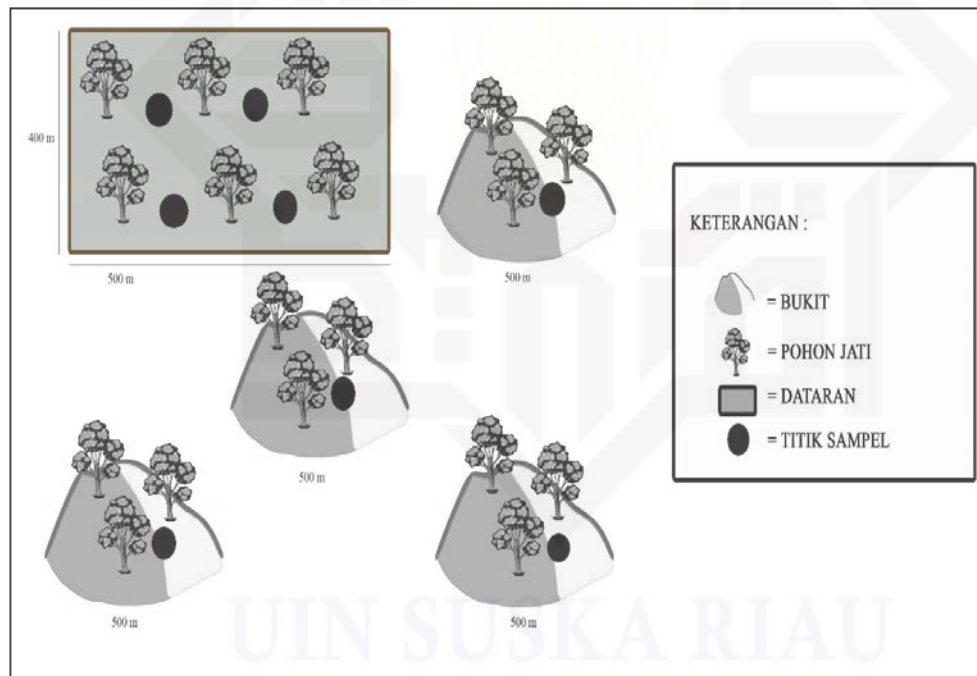 400 m
500 m
500 m
500 m
500 m
500 m
KETERANGAN :
= BUKIT
= POHON JATI
= DATARAN
= TITIK SAMPEL
UIN SUSKA RIAU